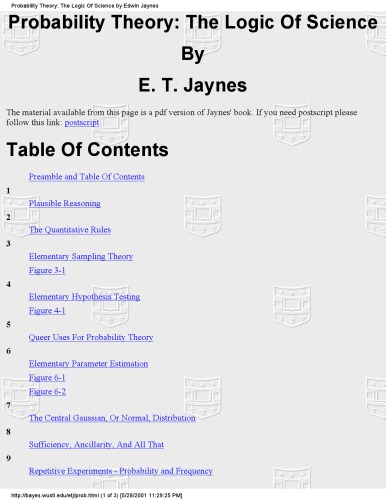 Probability Theory: The Logic Of Science by Edwin Jaynes
Probability Theory: The Logic Of Science
By
E. T. Jaynes
The material available from this page is a pdf version of Jaynes' book. If you need postscript please
follow this link: postscript
Table Of Contents
Preamble and Table Of Contents
1
Plausible Reasoning
2
The Quantitative Rules
3
Elementary Sampling Theory
Figure 3-1
4
Elementary Hypothesis Testing
Figure 4-1
5
Queer Uses For Probability Theory
6
Elementary Parameter Estimation
Figure 6-1
Figure 6-2
7
The Central Gaussian, Or Normal, Distribution
8
Sufficiency, Ancillarity, And All That
9
Repetitive Experiments - Probability and Frequency
http://bayes.wustl.edu/etj/prob.html (1 of 3) [5/28/2001 11:29:25 PM]